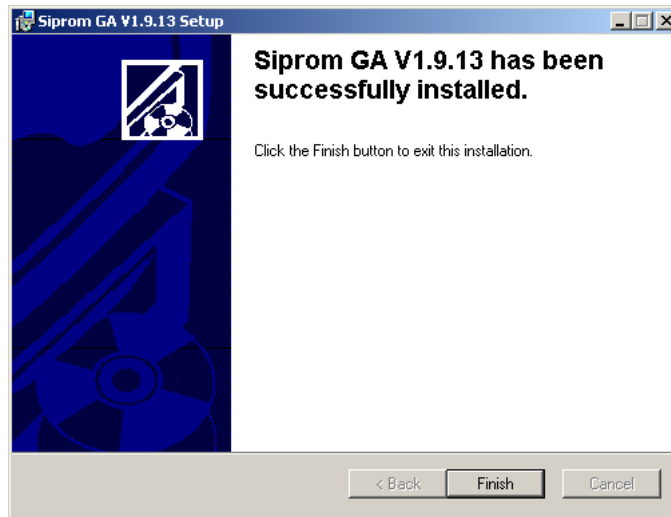 Siprom GA V1.9.13 Setup
Siprom GA V1.9.13 has been
successfully installed.
Click the Finish button to exit this installation.
< Back
Finish
Cancel